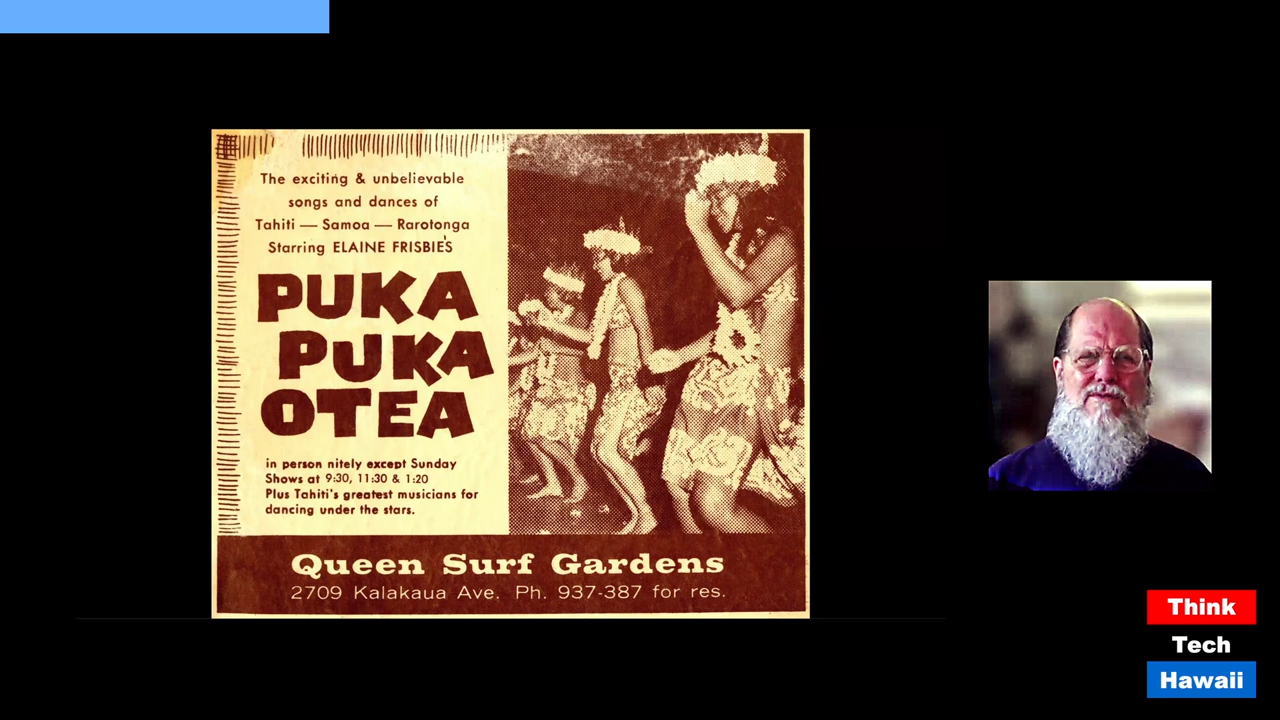 The exciting & unbelievable
songs and dances of
Tahiti — Samoa — Rarotonga
Starring ELAINE FRISBIE'S
PUKA
PUKA
OTEA
in person nitely except Sunday
Shows at 9:30, 11:30 & 1:20
Plus Tahiti's greatest musicians for
dancing under the stars.
Queen Surf Gardens
2709 Kalakaua Ave. Ph. 937-387 for res.
Think
Tech
Hawaii